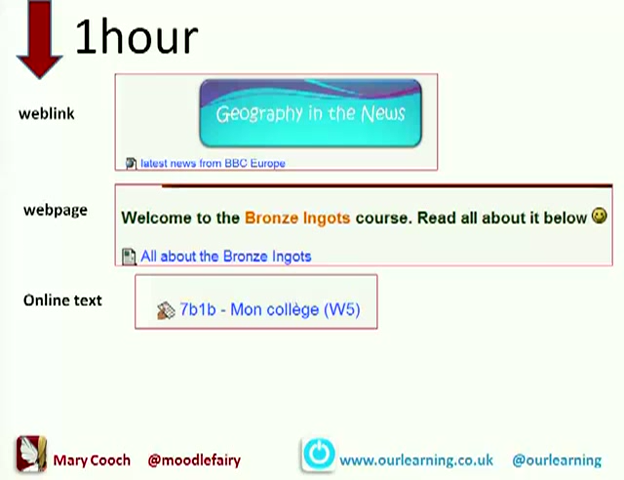 1hour
weblink
Geography in the News
latest news from BBC Europe
webpage
Welcome to the Bronze Ingots course. Read all about it below
All about the Bronze Ingots
Online text
7b1b - Mon collège (W5)
Mary Cooch @moodlefairy www.ourlearning.co.uk @ourlearning